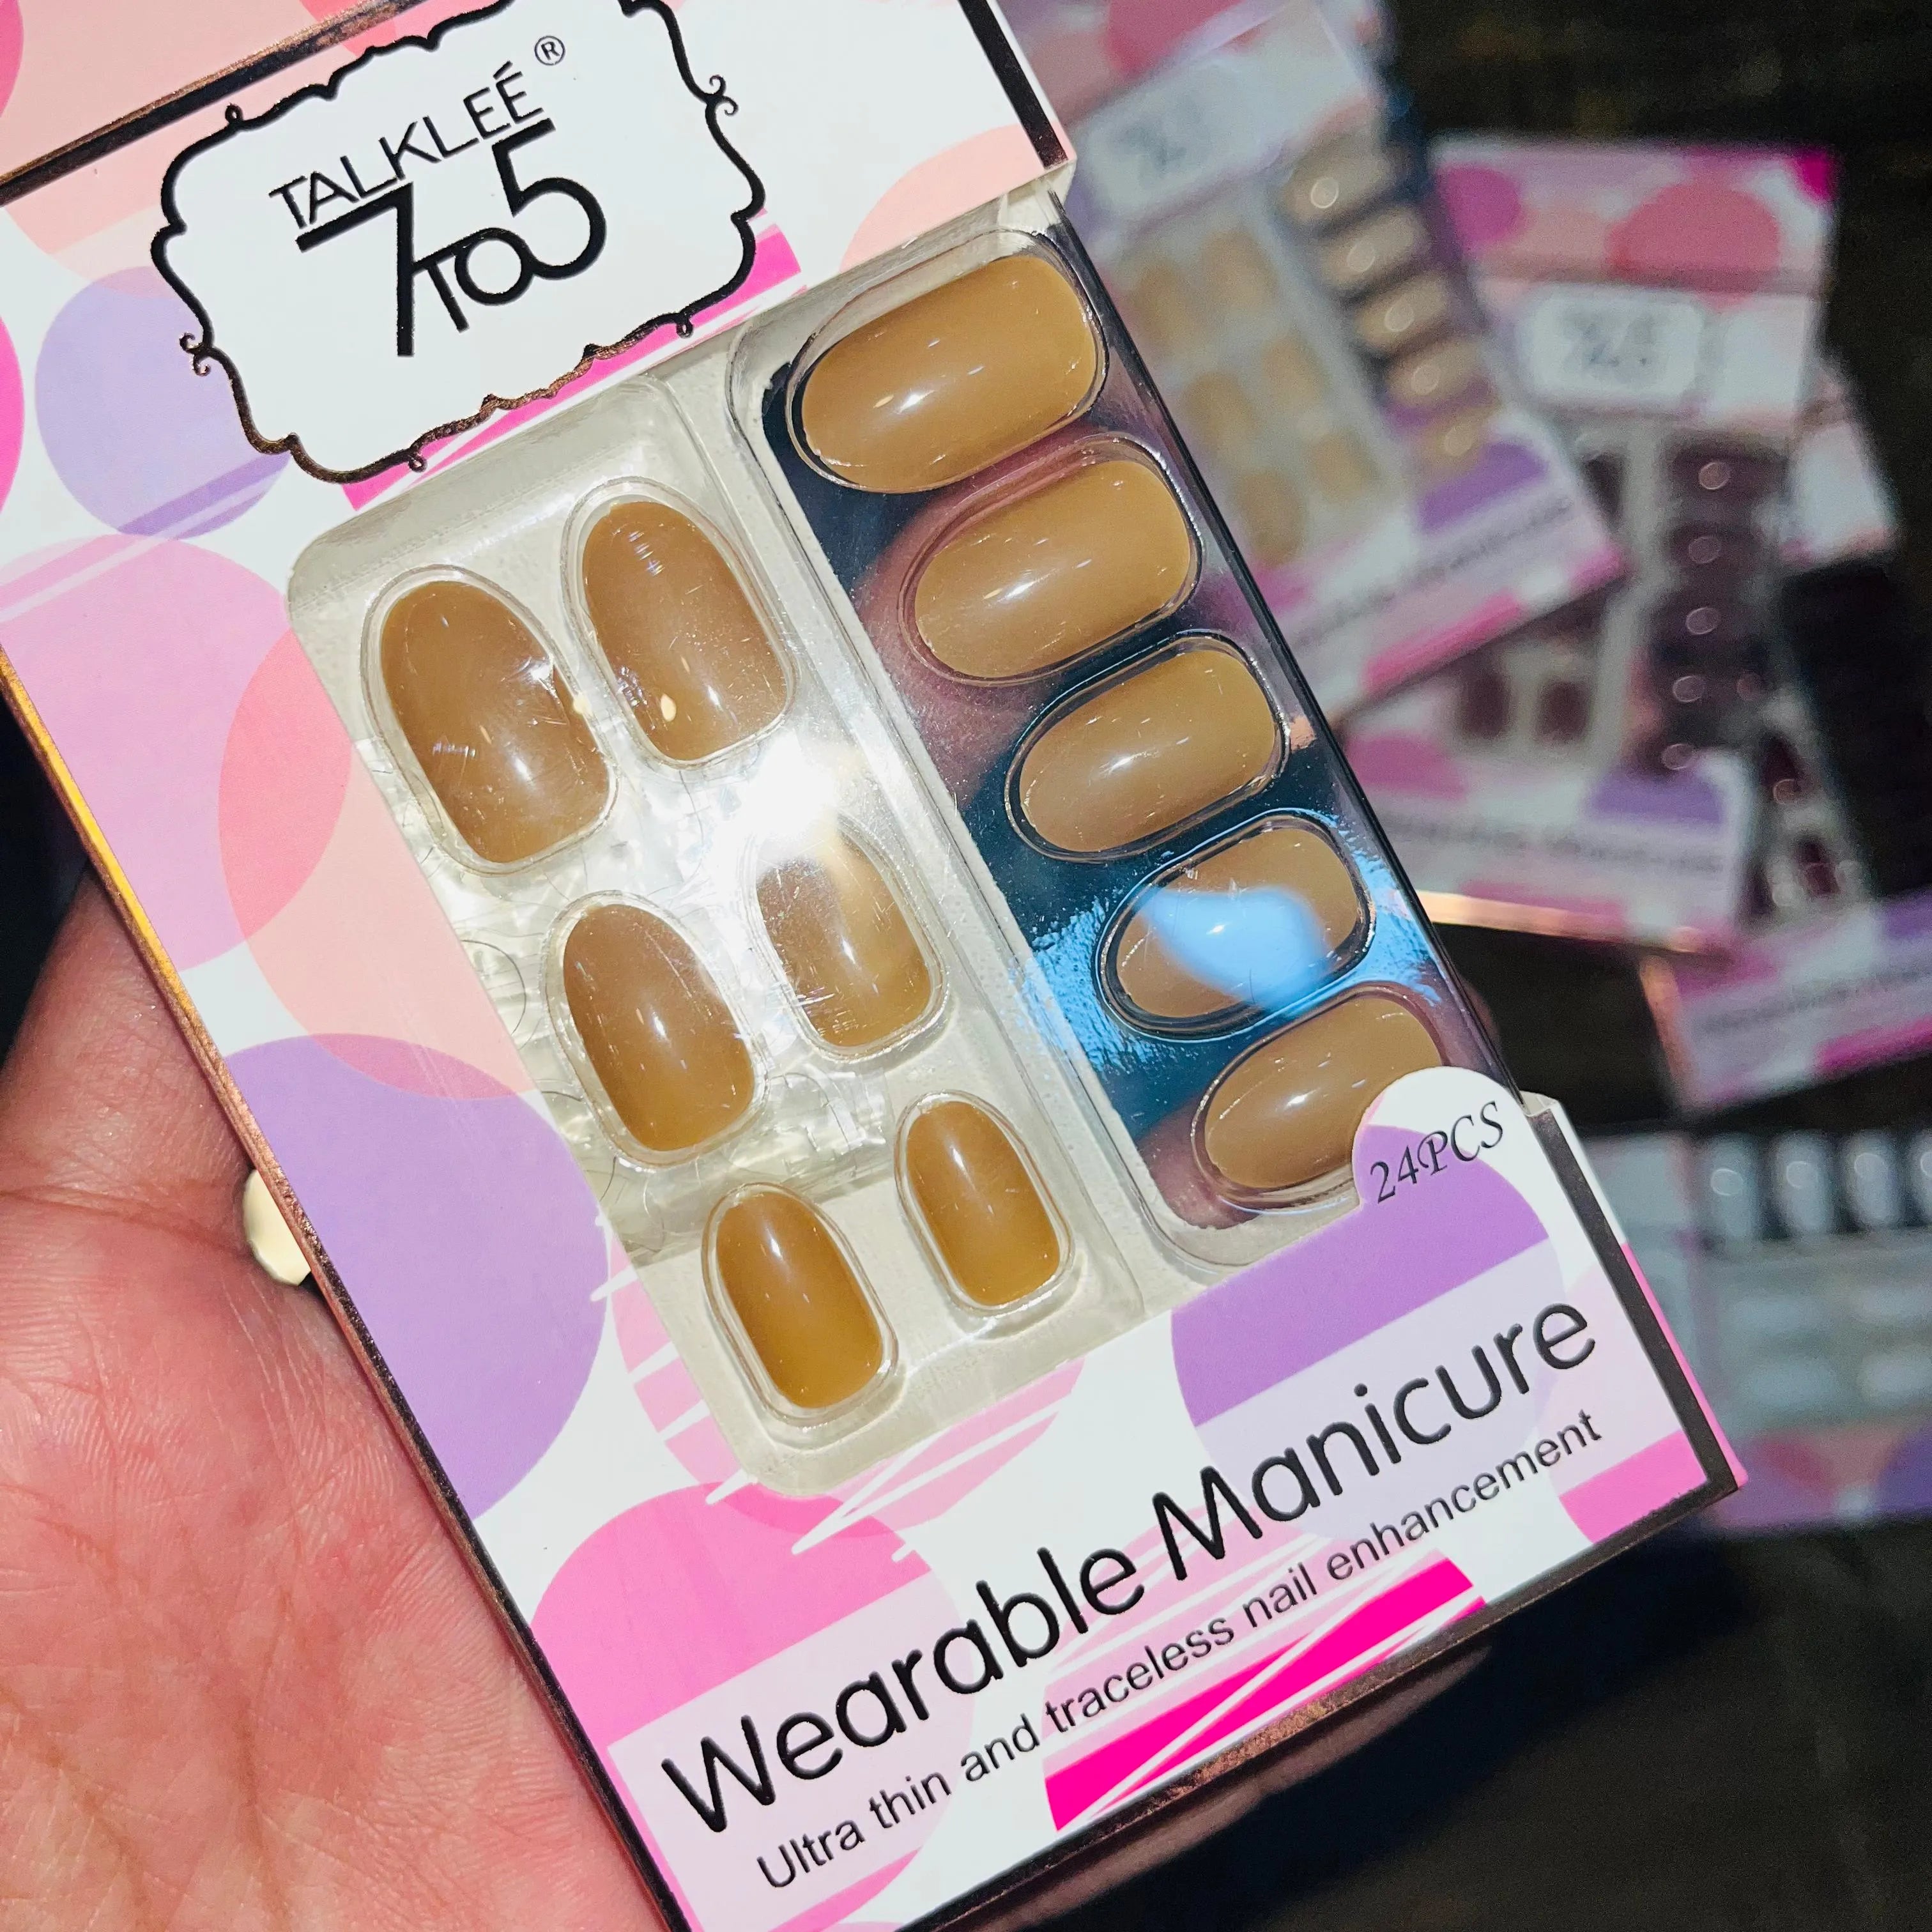 TALKLEÉ ®
7TO5
24PCS
Wearable Manicure
Ultra thin and traceless nail enhancement